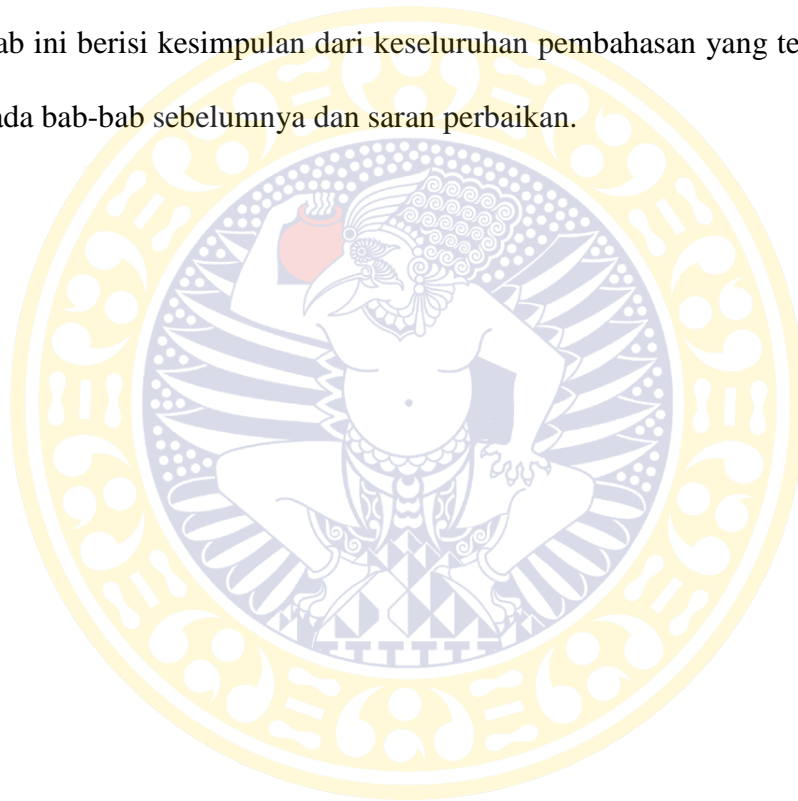 ab ini berisi kesimpulan dari keseluruhan pembahasan yang te
ada bab-bab sebelumnya dan saran perbaikan.